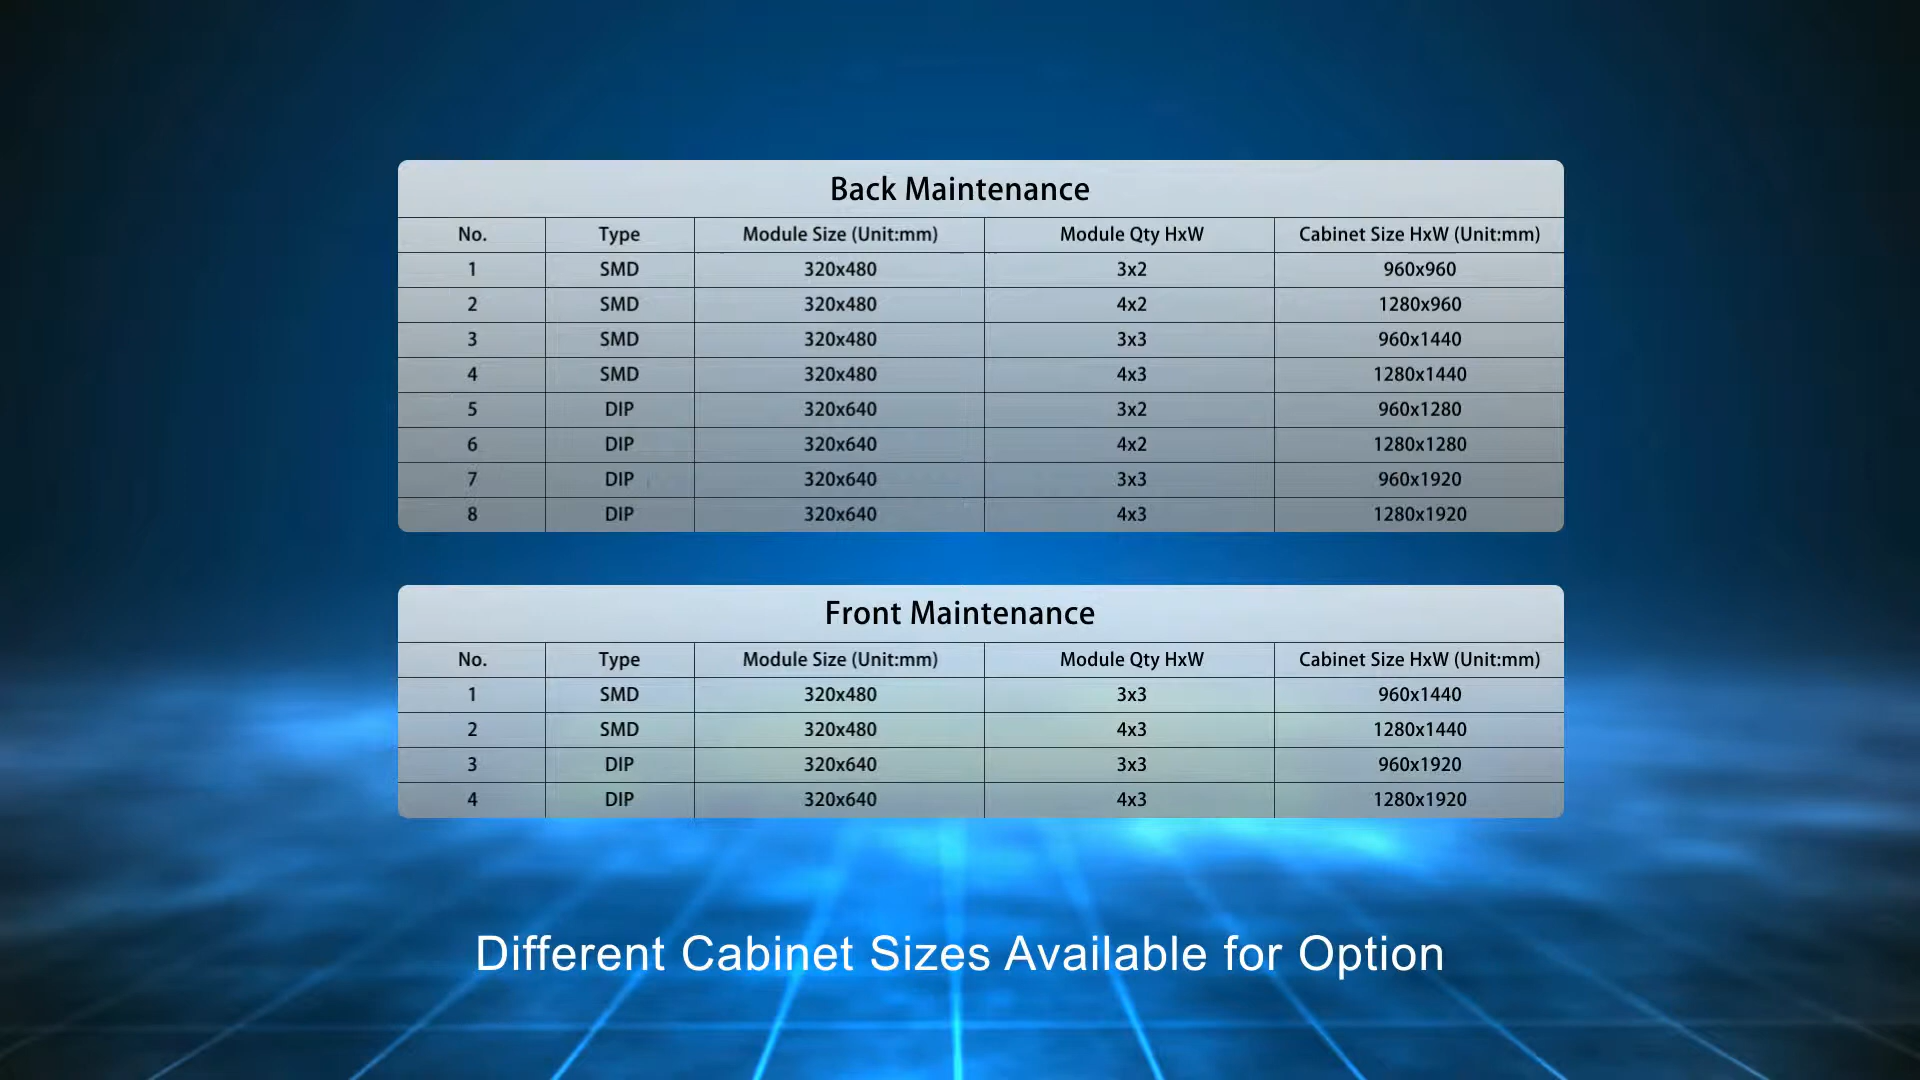 Back Maintenance
No. Type Module Size (Unit:mm) Module Qty HxW Cabinet Size HxW (Unit:mm)
1 SMD 320x480 3x2 960x960
2 SMD 320x480 4x2 1280x960
3 SMD 320x480 3x3 960x1440
4 SMD 320x480 4x3 1280x1440
5 DIP 320x640 3x2 960x1280
6 DIP 320x640 4x2 1280x1280
7 DIP 320x640 3x3 960x1920
8 DIP 320x640 4x3 1280x1920
Front Maintenance
No. Type Module Size (Unit:mm) Module Qty HxW Cabinet Size HxW (Unit:mm)
1 SMD 320x480 3x3 960x1440
2 SMD 320x480 4x3 1280x1440
3 DIP 320x640 3x3 960x1920
4 DIP 320x640 4x3 1280x1920
Different Cabinet Sizes Available for Option